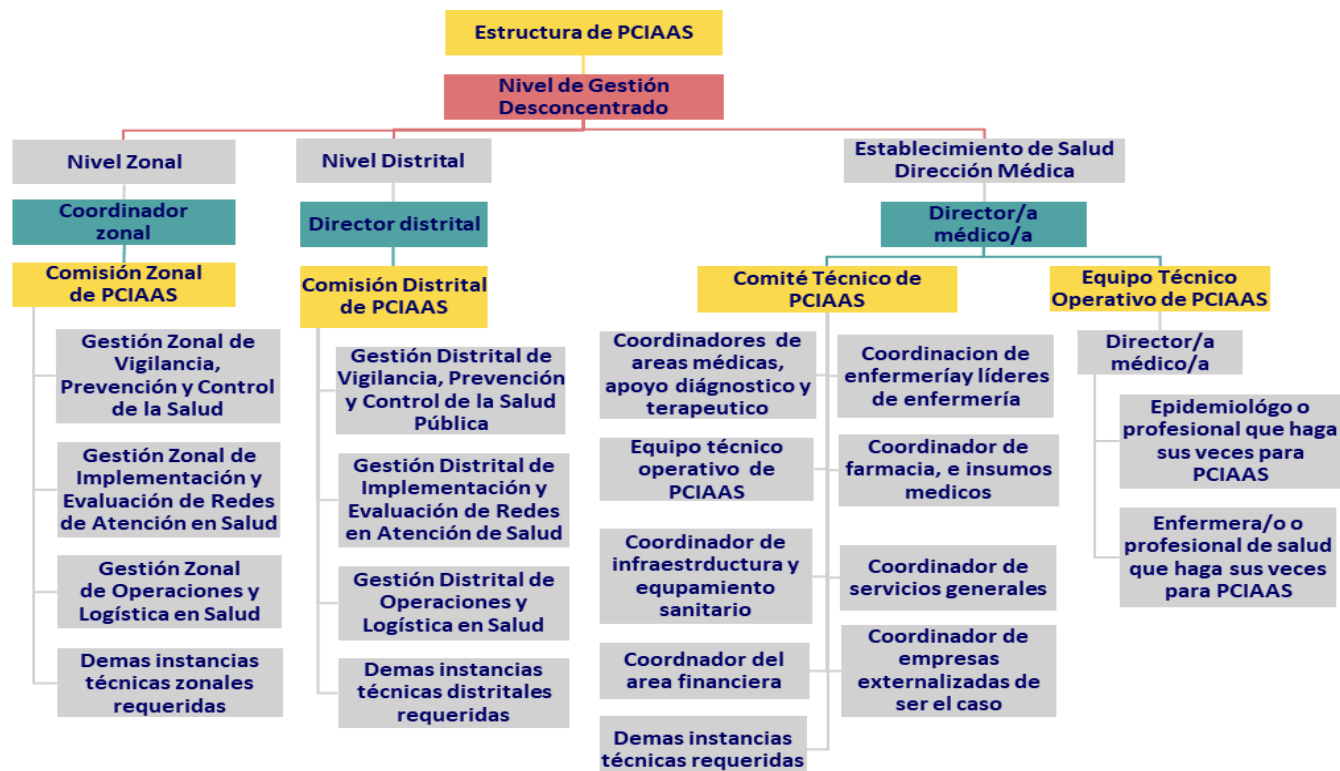 Estructura de PCIAAS
Nivel de Gestión
Desconcentrado
Nivel Zonal
Coordinador
zonal
Comisión Zonal
de PCIAAS
Gestión Zonal de
Vigilancia,
Prevención y Control
de la Salud
Gestión Zonal de
Implementación y
Evaluación de Redes
de Atención en Salud
Gestión Zonal
de Operaciones y
Logística en Salud
Demas instancias
técnicas zonales
requeridas
Nivel Distrital
Director distrital
Comisión Distrital
de PCIAAS
Gestión Distrital de
Vigilancia, Prevención
y Control de la Salud
Pública
Gestión Distrital de
Implementación y
Evaluación de Redes
en Atención de Salud
Gestión Distrital de
Operaciones y
Logística en Salud
Demas instancias
técnicas distritales
requeridas
Establecimiento de Salud
Dirección Médica
Director/a
médico/a
Comité Técnico de
PCIAAS
Coordinadores de
areas médicas,
apoyo diágnostico y
terapeutico
Coordinacion de
enfermeríay líderes
de enfermería
Equipo técnico
operativo de
PCIAAS
Coordinador de
farmacia, e insumos
medicos
Coordinador de
infraestrductura y
equpamiento
sanitario
Coordinador de
servicios generales
Coordnador del
area financiera
Coordinador de
empresas
externalizadas de
ser el caso
Demas instancias
técnicas requeridas
Equipo Técnico
Operativo de PCIAAS
Director/a
médico/a
Epidemiológo o
profesional que haga
sus veces para
PCIAAS
Enfermera/o o
profesional de salud
que haga sus veces
para PCIAAS